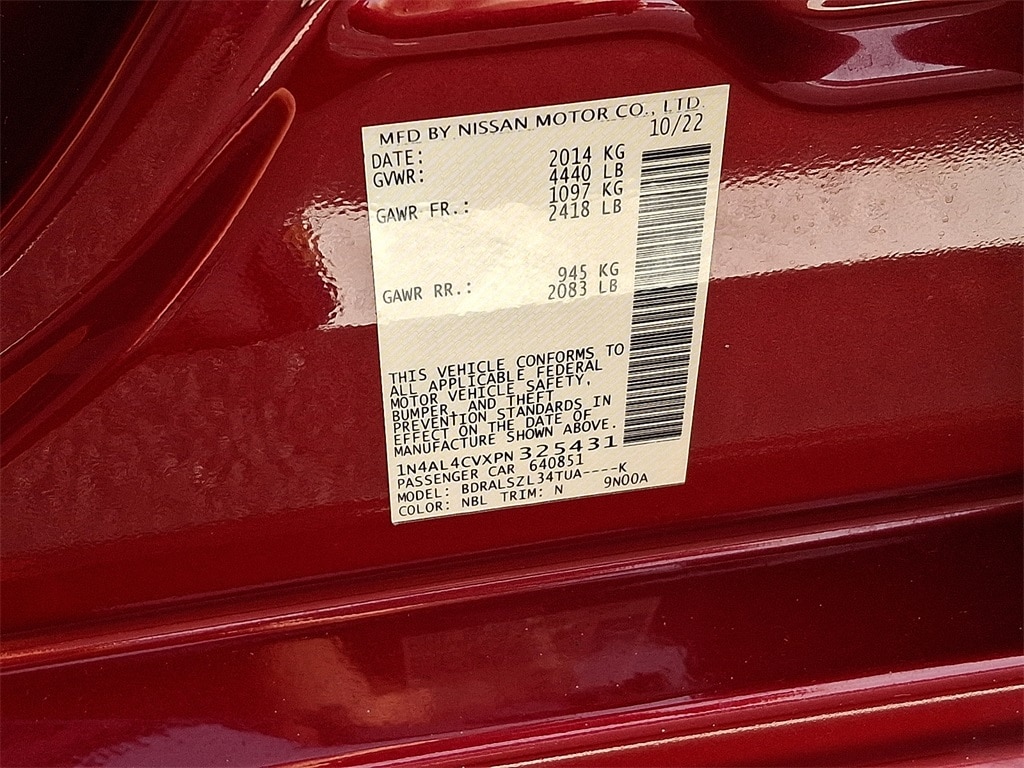 MFD BY NISSAN MOTOR CO., LTD.
DATE: 10/22
GVWR: 2014 KG
4440 LB
GAWR FR.: 1097 KG
2418 LB
GAWR RR.: 945 KG
2083 LB
THIS VEHICLE CONFORMS TO
ALL APPLICABLE FEDERAL
MOTOR VEHICLE SAFETY,
BUMPER, AND THEFT
PREVENTION STANDARDS IN
EFFECT ON THE DATE OF
MANUFACTURE SHOWN ABOVE.
1N4AL4CVXPN325431
PASSENGER CAR 640851
MODEL: BDRALSZL34TUA----K
COLOR: NBL TRIM: N 9N00A